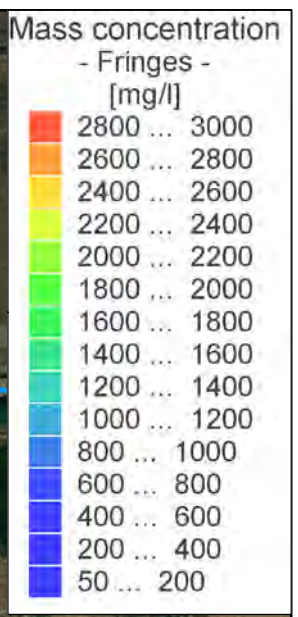 Mass concentration
- Fringes -
[mg/l]
2800 ... 3000
2600 ... 2800
2400 ... 2600
2200 ... 2400
2000 ... 2200
1800 ... 2000
1600 ... 1800
1400 ... 1600
1200 ... 1400
1000 ... 1200
800 ... 1000
600 ... 800
400 ... 600
200 ... 400
50 ... 200